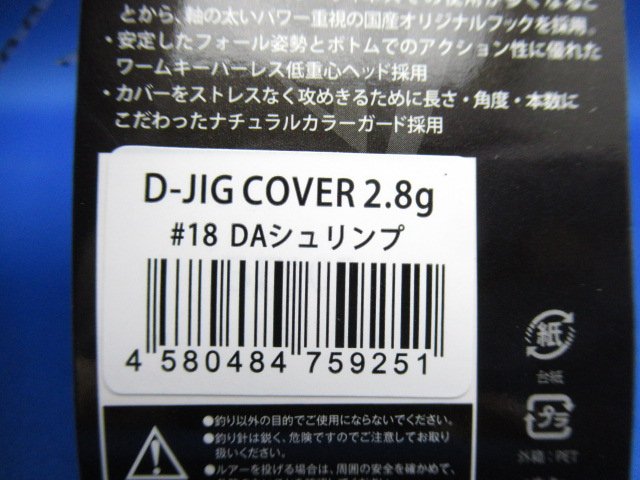 とから、軸の太いパワー重視の国産オリジナルフックを採用。
・安定したフォール姿勢とボトムでのアクション性に優れた
ワームキーパーレス低重心ヘッド採用
・カバーをストレスなく攻めきるために長さ・角度・本数に
こだわったナチュラルカラーガード採用
D-JIG COVER 2.8g
#18 DAシュリンプ
4 580484 759251
紙
台紙
プラ
外箱：PET
●釣り以外の目的でご使用にならないでください。
●釣り針は鋭く、危険ですのでご注意してお取り
扱いください。
●ルアーを投げる場合は、周囲の安全を確かめて、